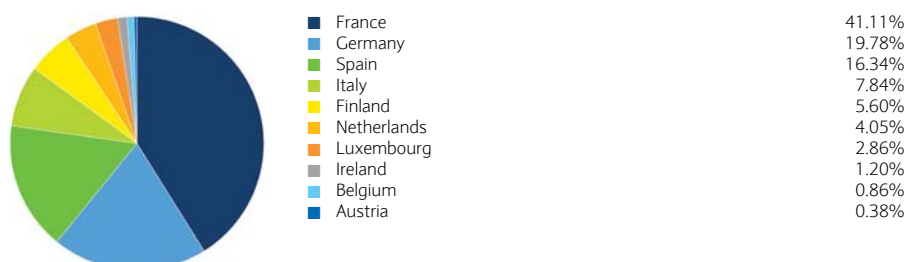 France 41.11%
Germany 19.78%
Spain 16.34%
Italy 7.84%
Finland 5.60%
Netherlands 4.05%
Luxembourg 2.86%
Ireland 1.20%
Belgium 0.86%
Austria 0.38%